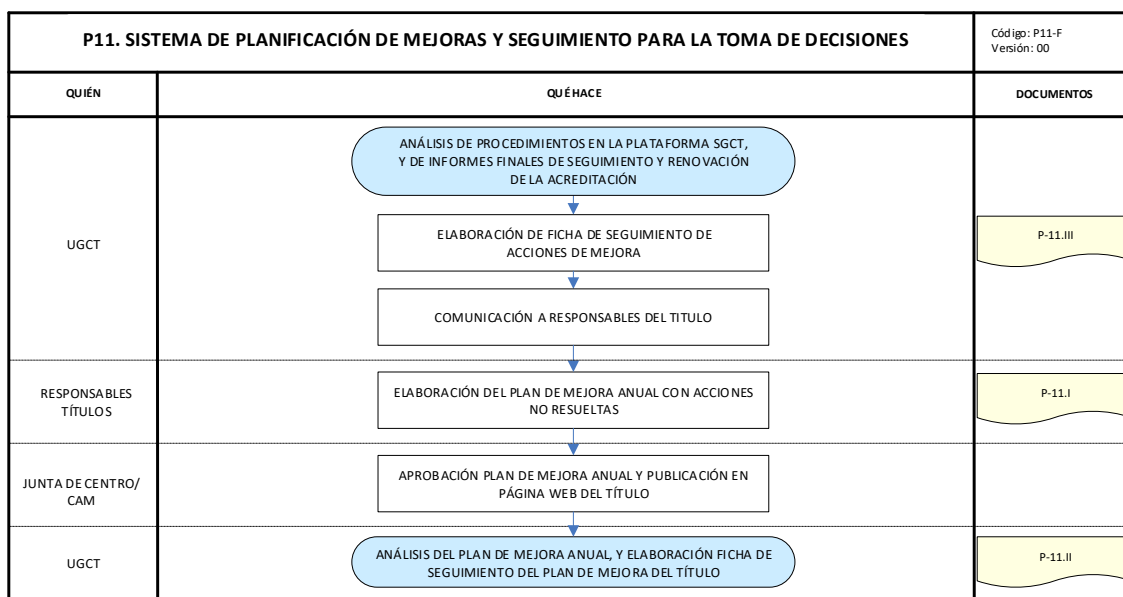 P11. SISTEMA DE PLANIFICACIÓN DE MEJORAS Y SEGUIMIENTO PARA LA TOMA DE DECISIONES
Código: P11-F
Versión: 00
QUIÉN
QUÉ HACE
DOCUMENTOS
ANÁLISIS DE PROCEDIMIENTOS EN LA PLATAFORMA SGCT,
Y DE INFORMES FINALES DE SEGUIMIENTO Y RENOVACIÓN
DE LA ACREDITACIÓN
UGCT
ELABORACIÓN DE FICHA DE SEGUIMIENTO DE
ACCIONES DE MEJORA
P-11.III
COMUNICACIÓN A RESPONSABLES DEL TITULO
RESPONSABLES
TÍTULOS
ELABORACIÓN DEL PLAN DE MEJORA ANUAL CON ACCIONES
NO RESUELTAS
P-11.I
JUNTA DE CENTRO/
CAM
APROBACIÓN PLAN DE MEJORA ANUAL Y PUBLICACIÓN EN
PÁGINA WEB DEL TÍTULO
UGCT
ANÁLISIS DEL PLAN DE MEJORA ANUAL, Y ELABORACIÓN FICHA DE
SEGUIMIENTO DEL PLAN DE MEJORA DEL TÍTULO
P-11.II